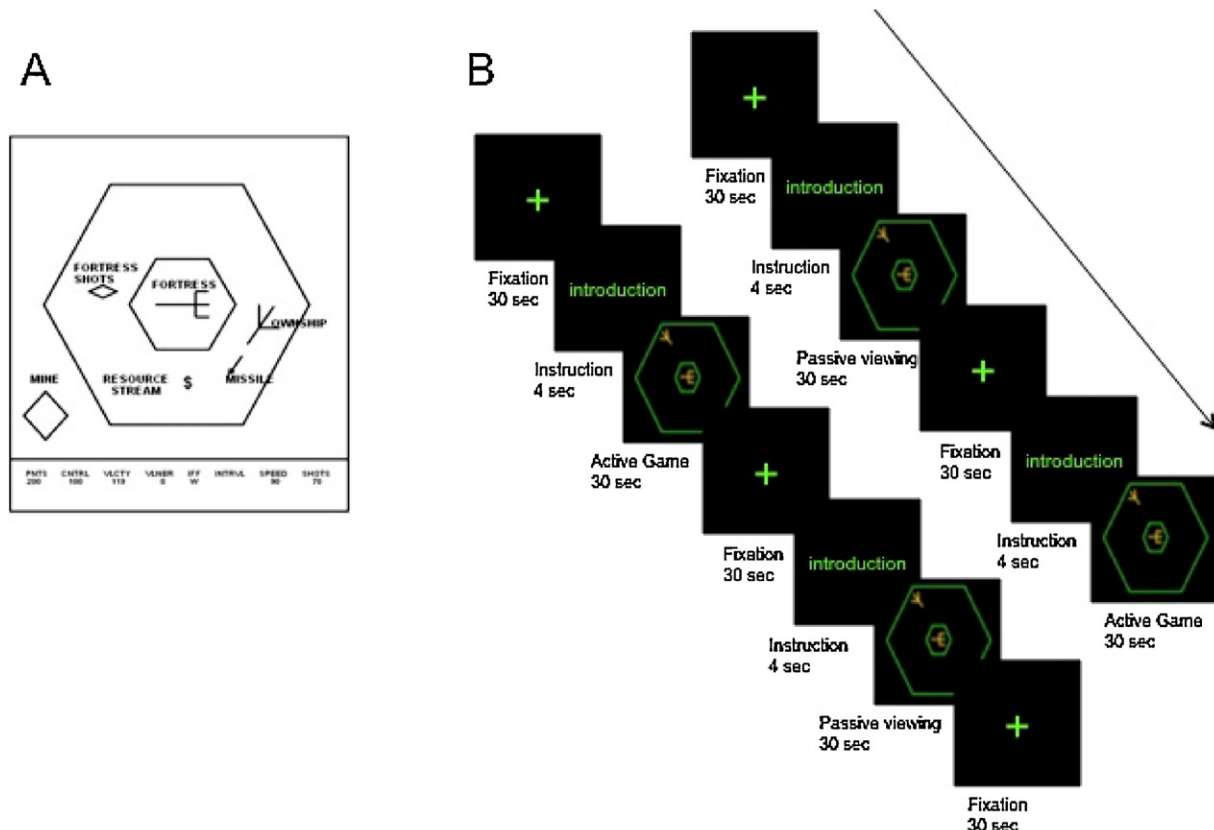 A
FORTRESS
SHOTS
FORTRESS
OWNSHIP
MINE
RESOURCE
STREAM
$
MISSILE
PNTS CNTRL VLCTY VLNER IFF INTRVL SPEED SHOTS
200 100 119 0 W 90 70
B
Fixation
30 sec
introduction
Instruction
4 sec
Active Game
30 sec
Fixation
30 sec
introduction
Instruction
4 sec
Passive viewing
30 sec
Fixation
30 sec
Fixation
30 sec
introduction
Instruction
4 sec
Passive viewing
30 sec
Fixation
30 sec
introduction
Instruction
4 sec
Active Game
30 sec